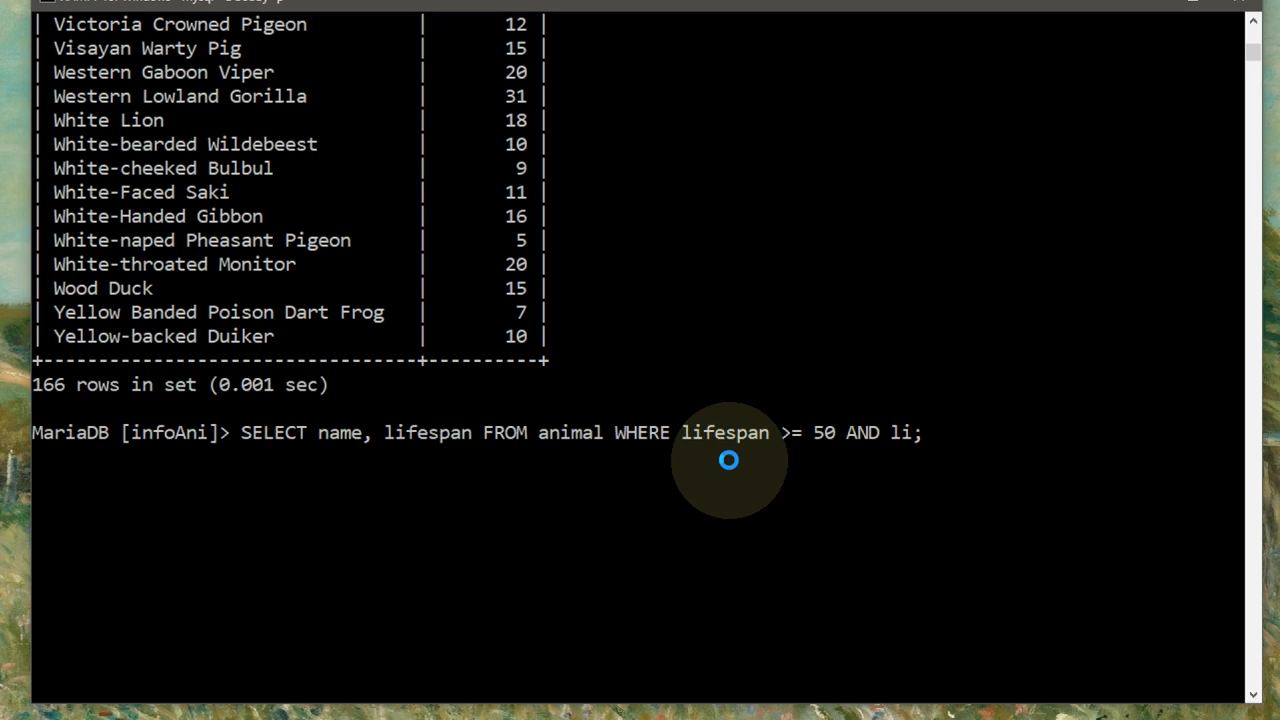 | Victoria Crowned Pigeon | 12 |
| Visayan Warty Pig | 15 |
| Western Gaboon Viper | 20 |
| Western Lowland Gorilla | 31 |
| White Lion | 18 |
| White-bearded Wildebeest | 10 |
| White-cheeked Bulbul | 9 |
| White-Faced Saki | 11 |
| White-Handed Gibbon | 16 |
| White-naped Pheasant Pigeon | 5 |
| White-throated Monitor | 20 |
| Wood Duck | 15 |
| Yellow Banded Poison Dart Frog | 7 |
| Yellow-backed Duiker | 10 |
+----------------------------------+----------+
166 rows in set (0.001 sec)
MariaDB [infoAni]> SELECT name, lifespan FROM animal WHERE lifespan >= 50 AND li;